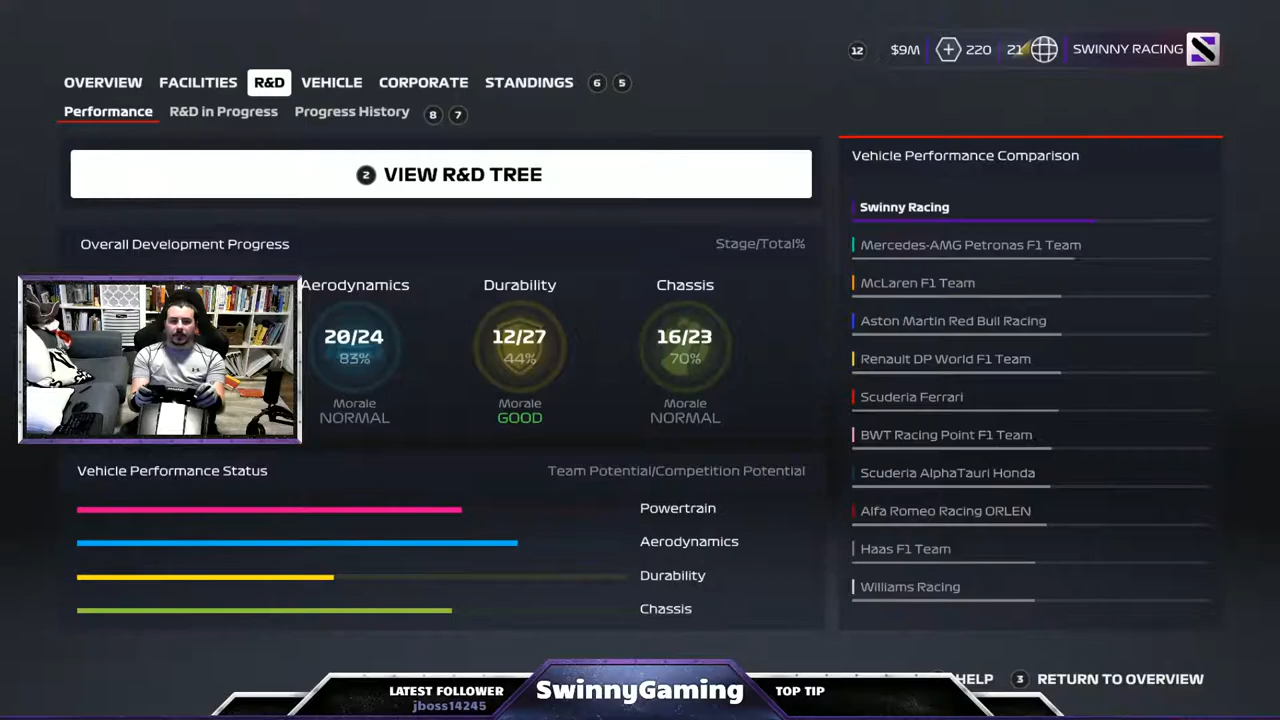 12 $9M 220 21 SWINNY RACING
OVERVIEW FACILITIES R&D VEHICLE CORPORATE STANDINGS 6 5
Performance R&D in Progress Progress History 8 7
2 VIEW R&D TREE
Overall Development Progress Stage/Total%
Aerodynamics Durability Chassis
20/24 12/27 16/23
83% 44% 70%
Morale Morale Morale
NORMAL GOOD NORMAL
Vehicle Performance Status Team Potential/Competition Potential
Powertrain
Aerodynamics
Durability
Chassis
Vehicle Performance Comparison
Swinny Racing
Mercedes-AMG Petronas F1 Team
McLaren F1 Team
Aston Martin Red Bull Racing
Renault DP World F1 Team
Scuderia Ferrari
BWT Racing Point F1 Team
Scuderia AlphaTauri Honda
Alfa Romeo Racing ORLEN
Haas F1 Team
Williams Racing
HELP 3 RETURN TO OVERVIEW
LATEST FOLLOWER SwinnyGaming TOP TIP
jboss14245